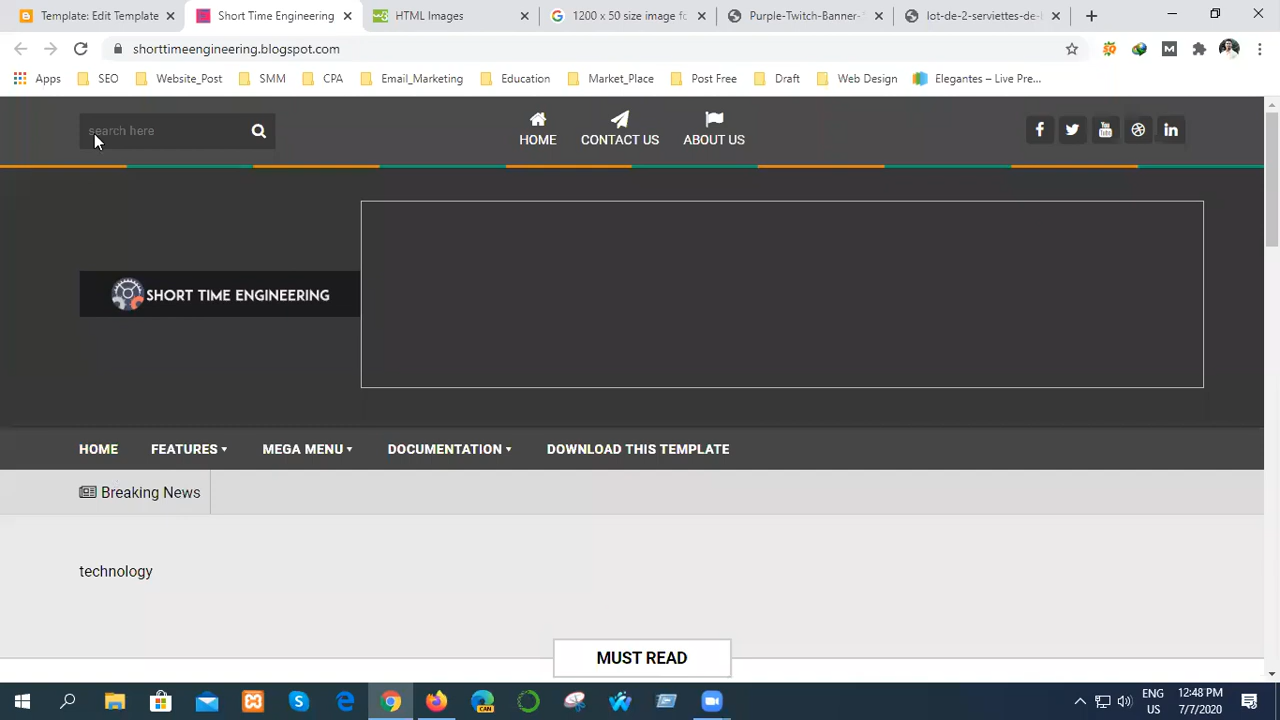 Template: Edit Template
Short Time Engineering
HTML Images
1200 x 50 size image fo
Purple-Twitch-Banner-
lot-de-2-serviettes-de-
shorttimeengineering.blogspot.com
Apps SEO Website_Post SMM CPA Email_Marketing Education Market_Place Post Free Draft Web Design Elegantes – Live Pre...
search here
HOME CONTACT US ABOUT US
SHORT TIME ENGINEERING
HOME FEATURES MEGA MENU DOCUMENTATION DOWNLOAD THIS TEMPLATE
Breaking News
technology
MUST READ
ENG 12:48 PM
US 7/7/2020